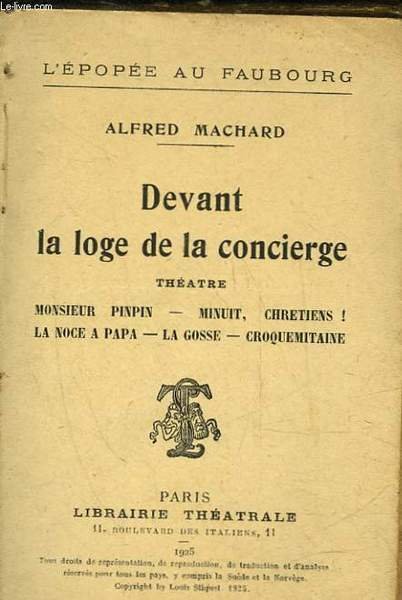 Le-livre.com
L'ÉPOPÉE AU FAUBOURG
ALFRED MACHARD
Devant
la loge de la concierge
THÉATRE
MONSIEUR PINPIN — MINUIT, CHRETIENS !
LA NOCE A PAPA — LA GOSSE — CROQUEMITAINE
PARIS
LIBRAIRIE THÉATRALE
11, BOULEVARD DES ITALIENS, 11
1925
Tous droits de représentation, de reproduction, de traduction et d'analyse
réservés pour tous les pays, y compris la Suède et la Norvège.
Copyright by Louis 1925.